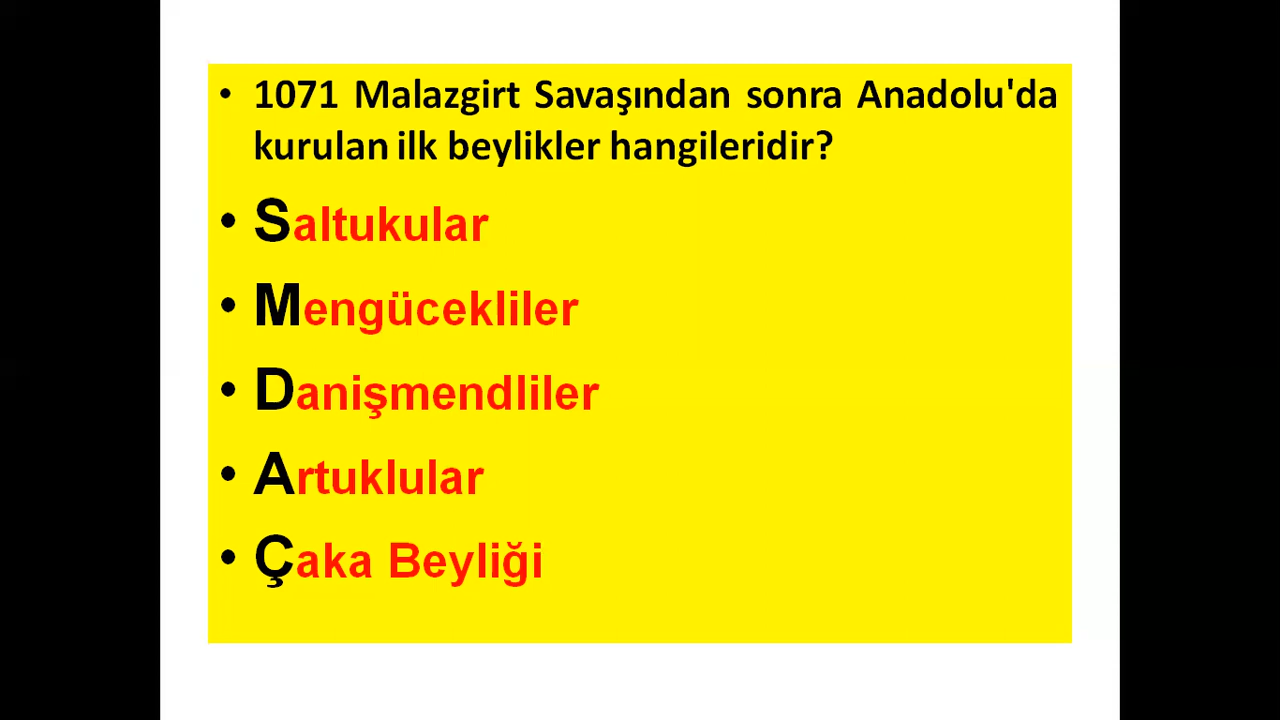 • 1071 Malazgirt Savaşından sonra Anadolu'da
kurulan ilk beylikler hangileridir?
• Saltukular
• Mengücekliler
• Danişmendliler
• Artuklular
• Çaka Beyliği